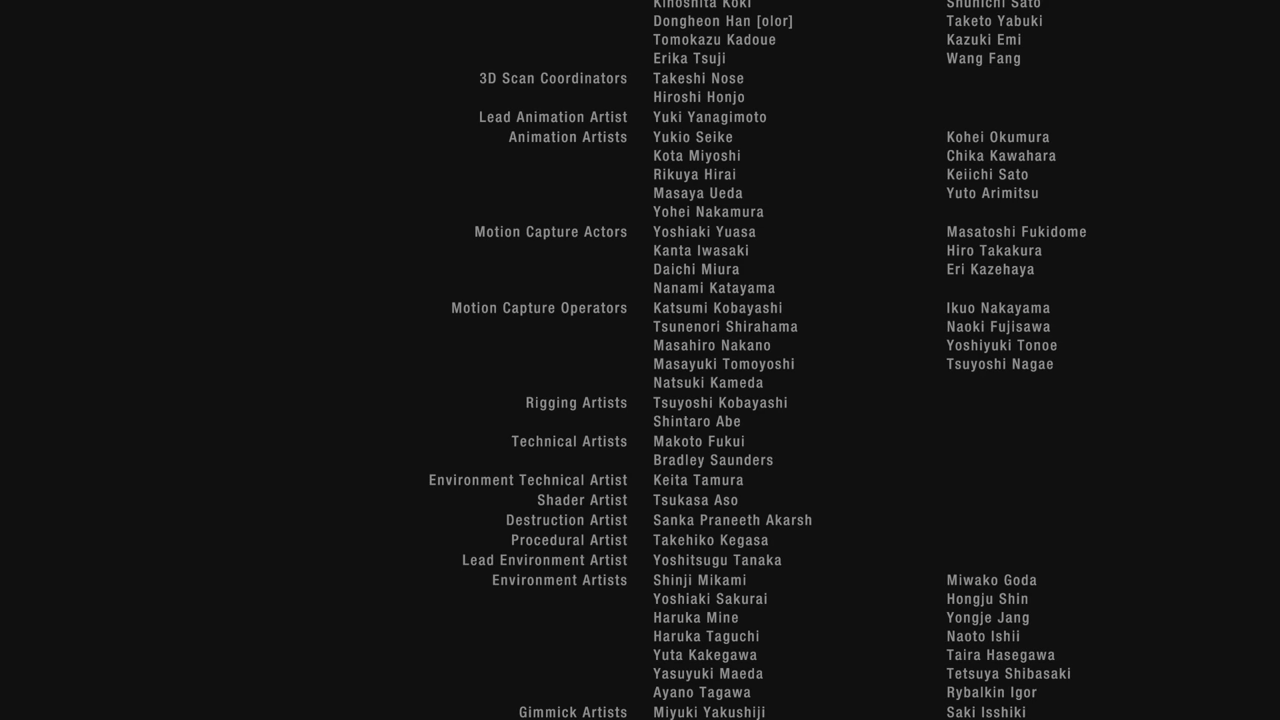 Kinoshita Koki Shunichi Sato
Dongheon Han [olor] Taketo Yabuki
Tomokazu Kadoue Kazuki Emi
Erika Tsuji Wang Fang
3D Scan Coordinators Takeshi Nose
Hiroshi Honjo
Lead Animation Artist Yuki Yanagimoto
Animation Artists Yukio Seike Kohei Okumura
Kota Miyoshi Chika Kawahara
Rikuya Hirai Keiichi Sato
Masaya Ueda Yuto Arimitsu
Yohei Nakamura
Motion Capture Actors Yoshiaki Yuasa Masatoshi Fukidome
Kanta Iwasaki Hiro Takakura
Daichi Miura Eri Kazehaya
Nanami Katayama
Motion Capture Operators Katsumi Kobayashi Ikuo Nakayama
Tsunenori Shirahama Naoki Fujisawa
Masahiro Nakano Yoshiyuki Tonoe
Masayuki Tomoyoshi Tsuyoshi Nagae
Natsuki Kameda
Rigging Artists Tsuyoshi Kobayashi
Shintaro Abe
Technical Artists Makoto Fukui
Bradley Saunders
Environment Technical Artist Keita Tamura
Shader Artist Tsukasa Aso
Destruction Artist Sanka Praneeth Akarsh
Procedural Artist Takehiko Kegasa
Lead Environment Artist Yoshitsugu Tanaka
Environment Artists Shinji Mikami Miwako Goda
Yoshiaki Sakurai Hongju Shin
Haruka Mine Yongje Jang
Haruka Taguchi Naoto Ishii
Yuta Kakegawa Taira Hasegawa
Yasuyuki Maeda Tetsuya Shibasaki
Ayano Tagawa Rybalkin Igor
Gimmick Artists Miyuki Yakushiji Saki Isshiki